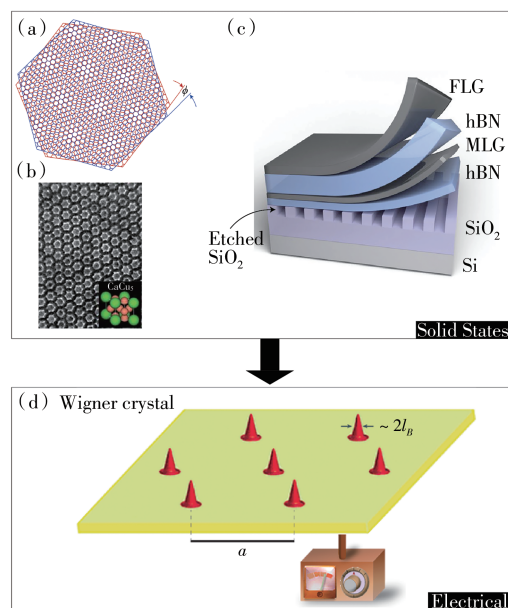 (a)
ϕ
(b)
CaCu₅
(c)
FLG
hBN
MLG
hBN
Etched
SiO₂
SiO₂
Si
Solid States
(d) Wigner crystal
~ 2lB
a
Electrical